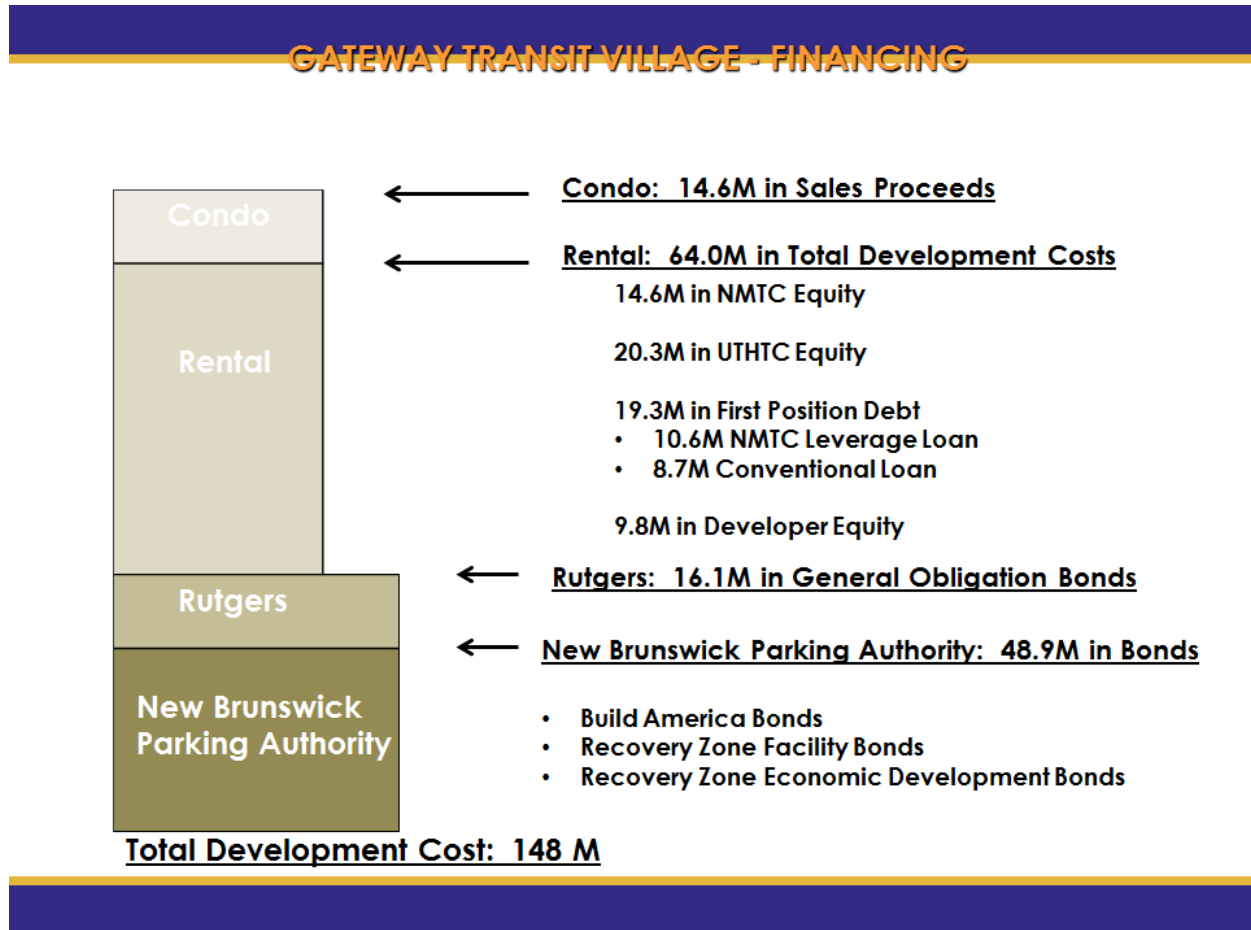 GATEWAY TRANSIT VILLAGE - FINANCING
Condo
Condo: 14.6M in Sales Proceeds
Rental: 64.0M in Total Development Costs
14.6M in NMTC Equity
20.3M in UTHTC Equity
Rental
19.3M in First Position Debt
• 10.6M NMTC Leverage Loan
• 8.7M Conventional Loan
9.8M in Developer Equity
Rutgers
Rutgers: 16.1M in General Obligation Bonds
New Brunswick Parking Authority: 48.9M in Bonds
New Brunswick
Parking Authority
• Build America Bonds
• Recovery Zone Facility Bonds
• Recovery Zone Economic Development Bonds
Total Development Cost: 148 M